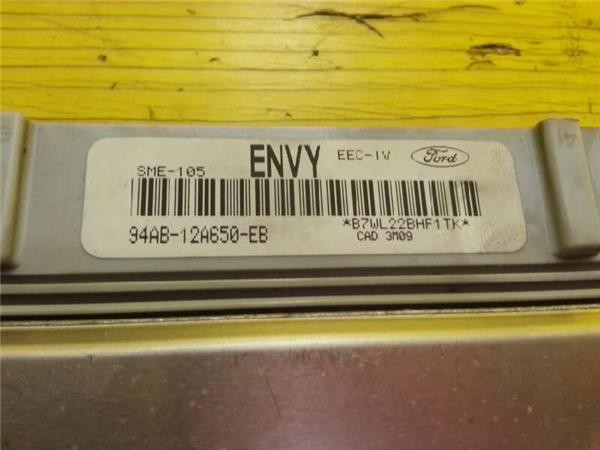 ENVY EEC-IV Ford
SME-105
94AB-12A650-EB *B7WL22BHF1TK*
CAD 3M09